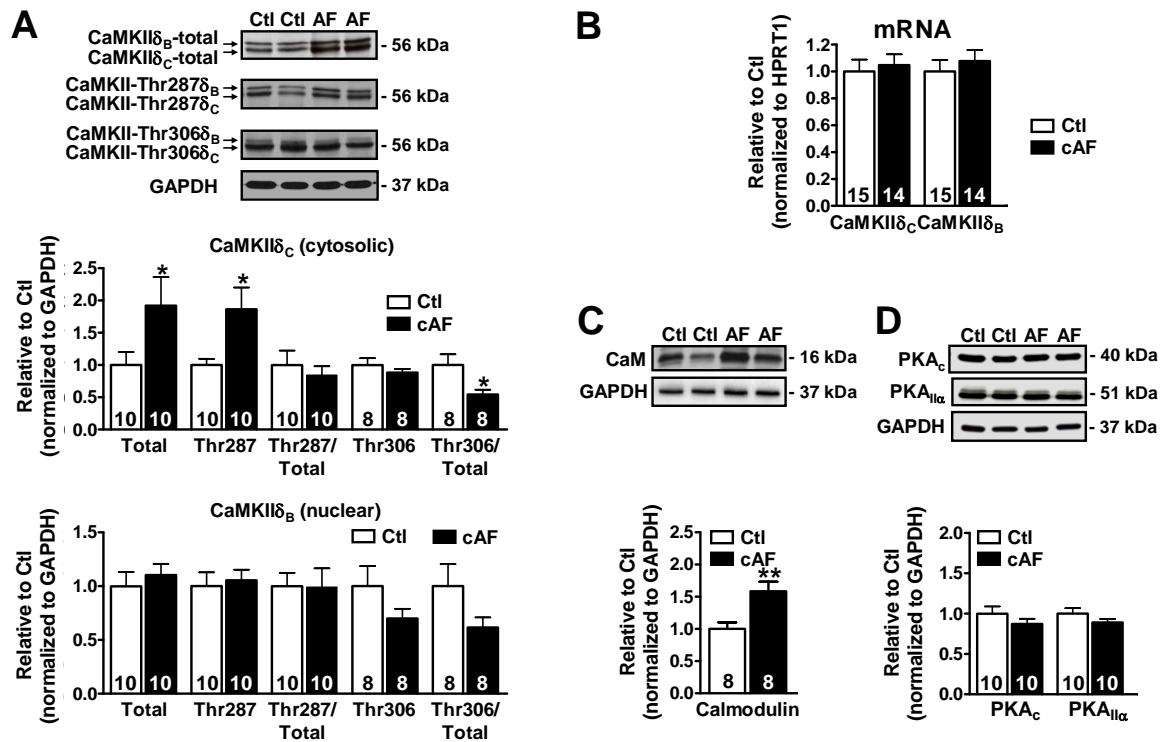 A
Ctl Ctl AF AF
CaMKIIδB-total
CaMKIIδC-total
- 56 kDa
CaMKII-Thr287δB
CaMKII-Thr287δC
- 56 kDa
CaMKII-Thr306δB
CaMKII-Thr306δC
- 56 kDa
GAPDH
- 37 kDa
CaMKIIδC (cytosolic)
Relative to Ctl
(normalized to GAPDH)
2.5
2.0
1.5
1.0
0.5
0.0
* * *
Ctl
cAF
10 10 10 10 10 10 8 8 8 8
Total Thr287 Thr287/ Thr306 Thr306/
Total Total
CaMKIIδB (nuclear)
Relative to Ctl
(normalized to GAPDH)
1.5
1.0
0.5
0.0
Ctl cAF
10 10 10 10 10 10 8 8 8 8
Total Thr287 Thr287/ Thr306 Thr306/
Total Total
B
mRNA
Relative to Ctl
(normalized to HPRT1)
1.2
1.0
0.8
0.6
0.4
0.2
0.0
Ctl
cAF
15 14 15 14
CaMKIIδC CaMKIIδB
C
Ctl Ctl AF AF
CaM - 16 kDa
GAPDH - 37 kDa
Relative to Ctl
(normalized to GAPDH)
2.5
2.0
1.5
1.0
0.5
0.0
Ctl
cAF
**
8 8
Calmodulin
D
Ctl Ctl AF AF
PKAc - 40 kDa
PKAIIα - 51 kDa
GAPDH - 37 kDa
Relative to Ctl
(normalized to GAPDH)
2.0
1.5
1.0
0.5
0.0
Ctl
cAF
10 10 10 10
PKAc PKAIIα